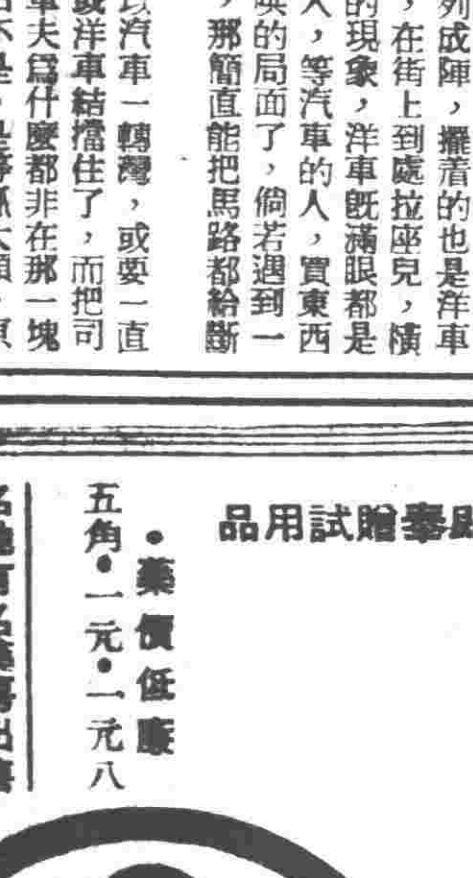 列成陣，擺着的也是洋車
，在街上到處拉座兒，橫
的現象，洋車旣滿眼都是
人，等汽車的人，買東西
的局面了，倘若遇到一
，那簡直能把馬路都給斷
汽車一轉灣，或要一直
或洋車結擋住了，而把司
車夫爲什麼都非在那一塊
品用試贈奉
•藥價低廉
五角•一元•一元八